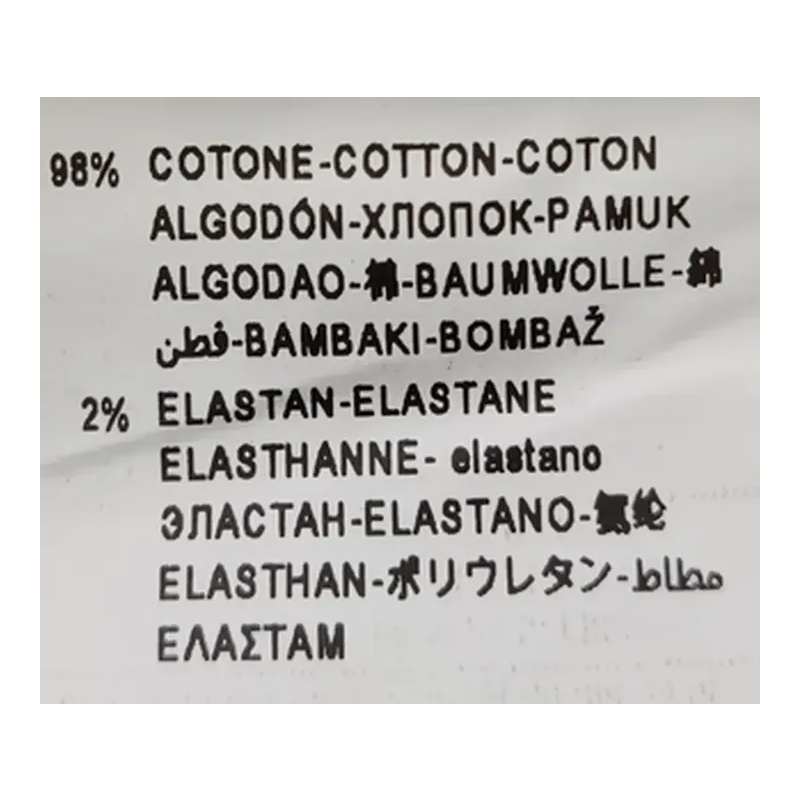 98% COTONE-COTTON-COTON
ALGODÓN-ХЛОПОК-PAMUK
ALGODAO-棉-BAUMWOLLE-綿
قطن-BAMBAKI-BOMBAŽ
2% ELASTAN-ELASTANE
ELASTHANNE- elastano
ЭЛАСТАН-ELASTANO-氨纶
ELASTHAN-ポリウレタン-مطاط
ΕΛΑΣΤΑΜ